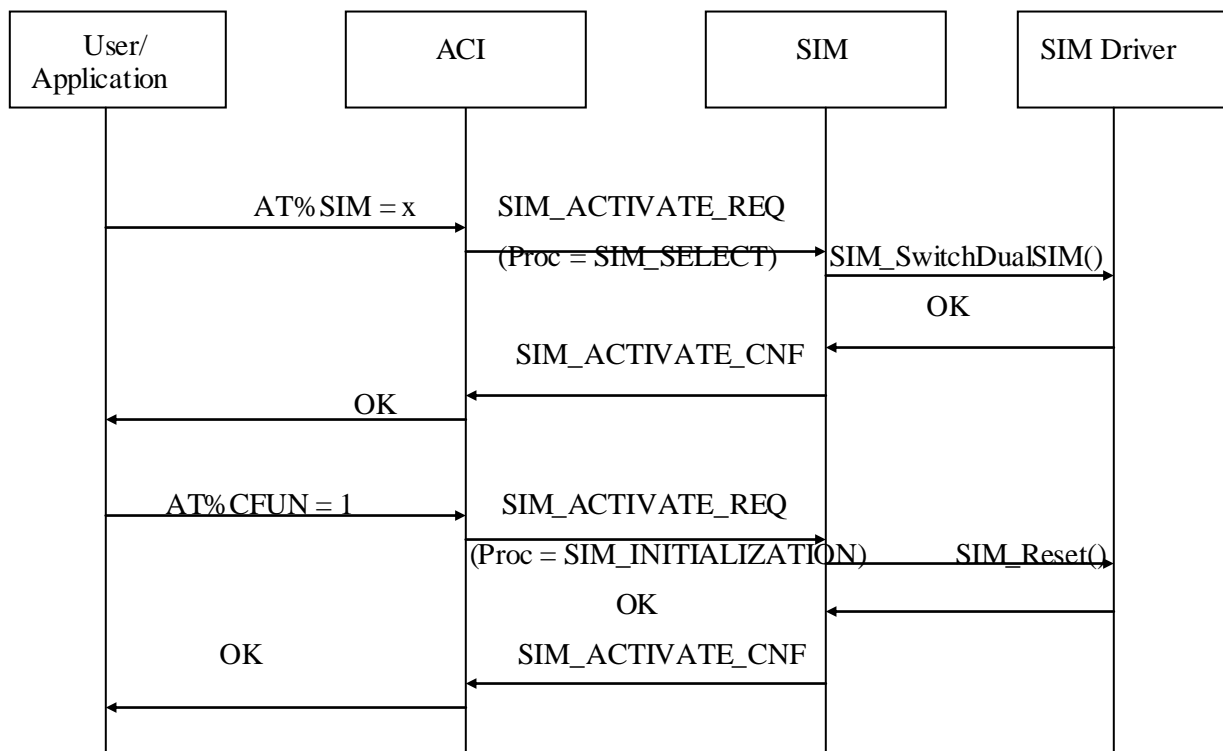 User/
Application
ACI
SIM
SIM Driver
AT%SIM = x
SIM_ACTIVATE_REQ
(Proc = SIM_SELECT)
SIM_SwitchDualSIM()
OK
SIM_ACTIVATE_CNF
OK
AT%CFUN = 1
SIM_ACTIVATE_REQ
(Proc = SIM_INITIALIZATION)
SIM_Reset()
OK
OK
SIM_ACTIVATE_CNF